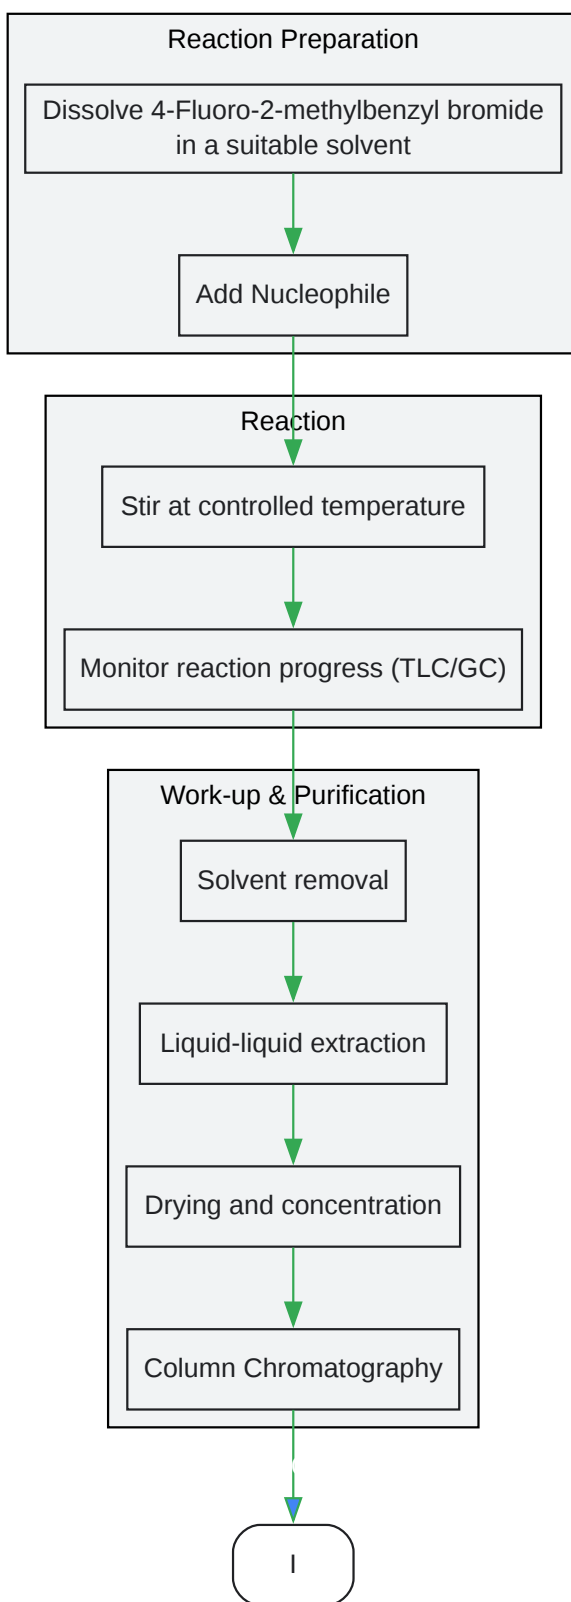 Reaction Preparation
Dissolve 4-Fluoro-2-methylbenzyl bromide
in a suitable solvent
Add Nucleophile
Reaction
Stir at controlled temperature
Monitor reaction progress (TLC/GC)
Work-up & Purification
Solvent removal
Liquid-liquid extraction
Drying and concentration
Column Chromatography
I